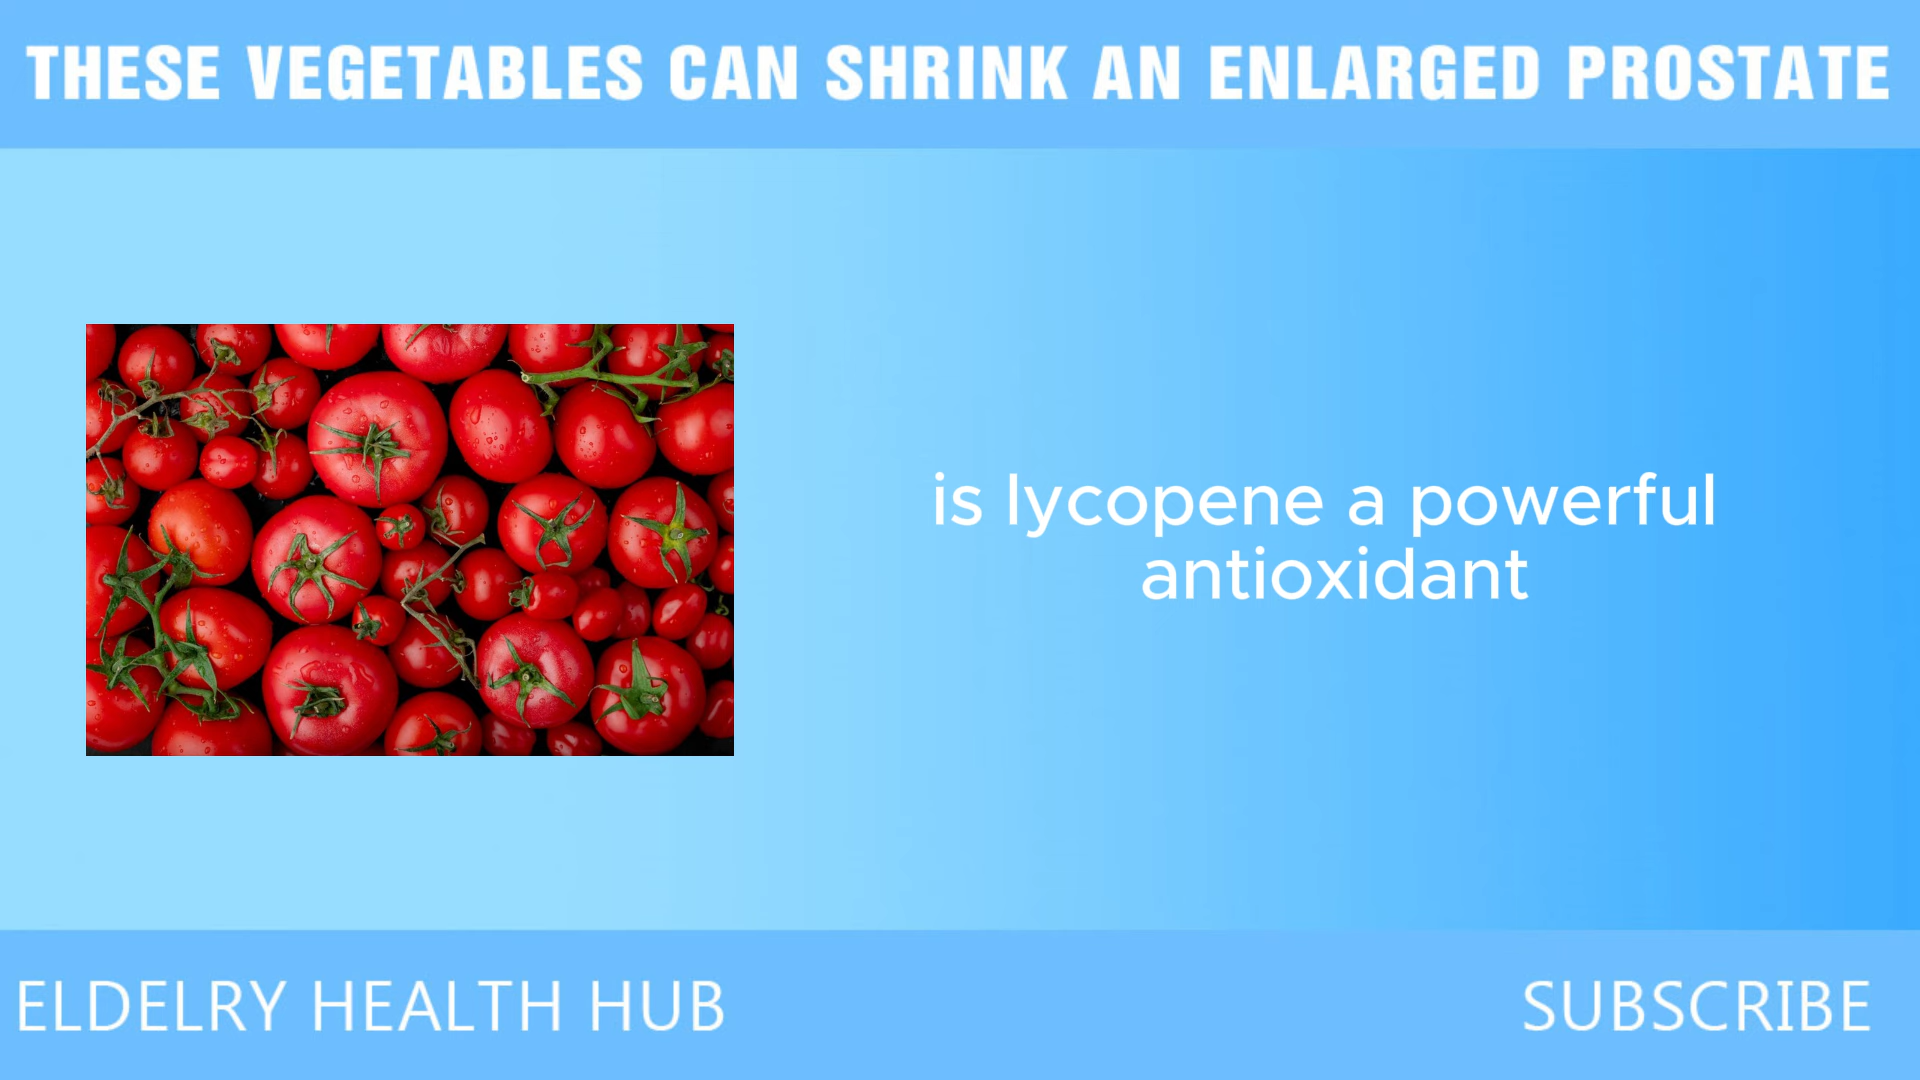 THESE VEGETABLES CAN SHRINK AN ENLARGED PROSTATE
is lycopene a powerful
antioxidant
ELDELRY HEALTH HUB
SUBSCRIBE